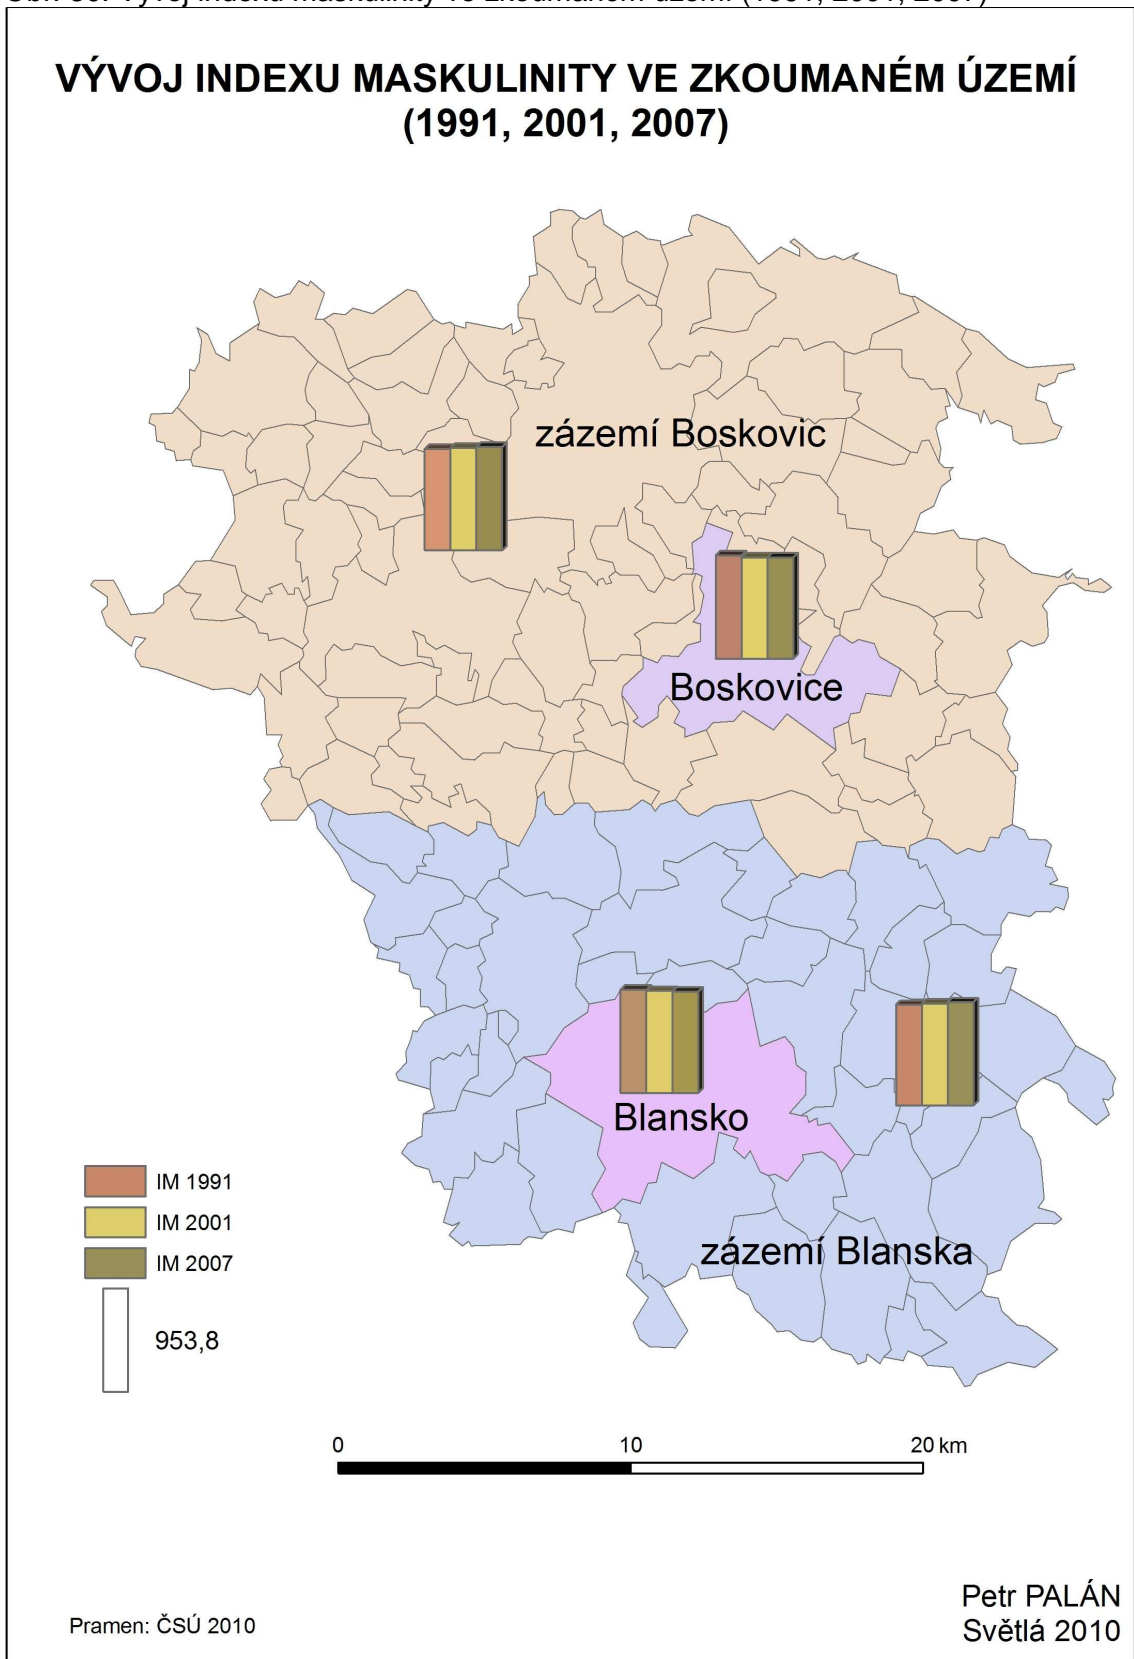 VÝVOJ INDEXU MASKULINITY VE ZKOUMANÉM ÚZEMÍ
(1991, 2001, 2007)
zázemí Boskovic
Boskovice
Blansko
zázemí Blanska
IM 1991
IM 2001
IM 2007
953,8
0 10 20 km
Pramen: ČSÚ 2010
Petr PALÁN
Světlá 2010